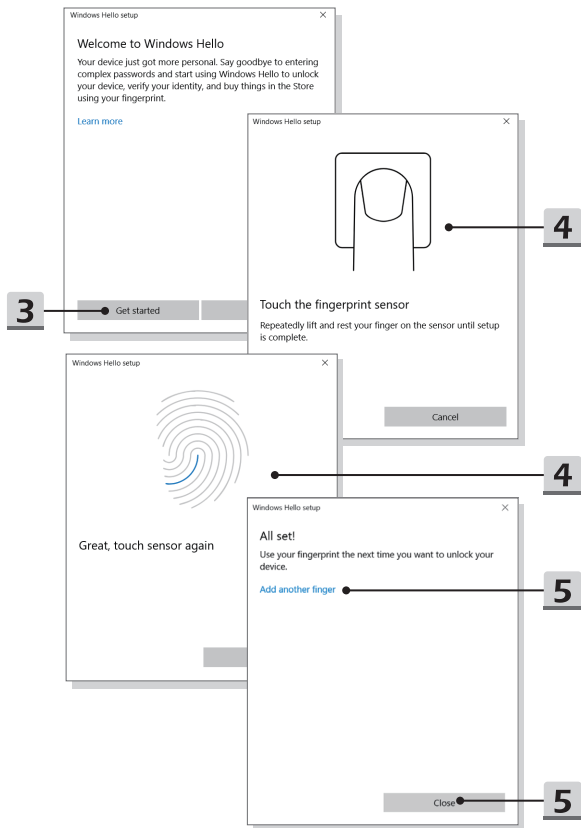 Windows Hello setup
Welcome to Windows Hello
Your device just got more personal. Say goodbye to entering
complex passwords and start using Windows Hello to unlock
your device, verify your identity, and buy things in the Store
using your fingerprint.
Learn more
3
Get started
Windows Hello setup
4
Touch the fingerprint sensor
Repeatedly lift and rest your finger on the sensor until setup
is complete.
Cancel
Windows Hello setup
4
Great, touch sensor again
Windows Hello setup
All set!
Use your fingerprint the next time you want to unlock your
device.
Add another finger
5
Close
5